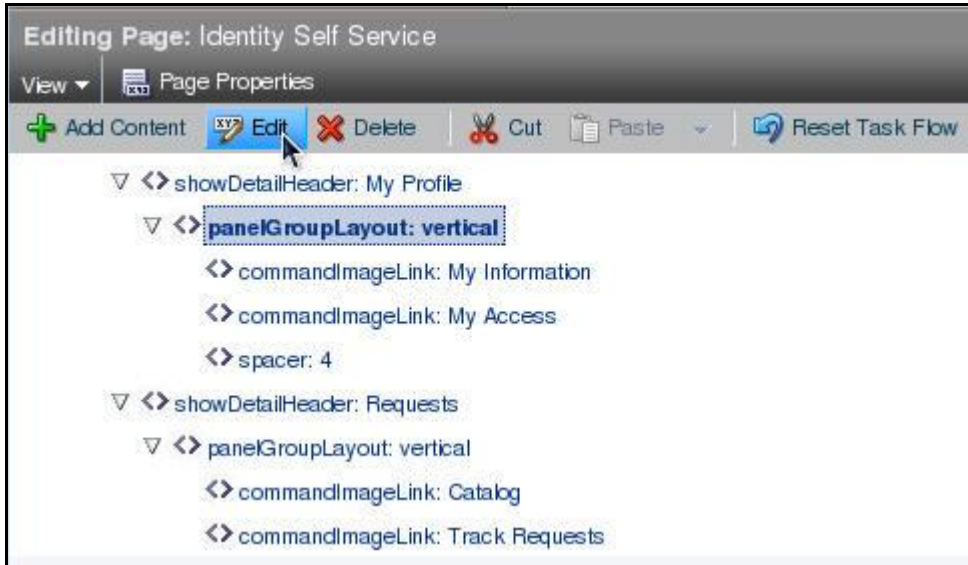 Editing Page: Identity Self Service
View Page Properties
Add Content Edit Delete Cut Paste Reset Task Flow
showDetailHeader: My Profile
panelGroupLayout: vertical
commandImageLink: My Information
commandImageLink: My Access
spacer: 4
showDetailHeader: Requests
panelGroupLayout: vertical
commandImageLink: Catalog
commandImageLink: Track Requests